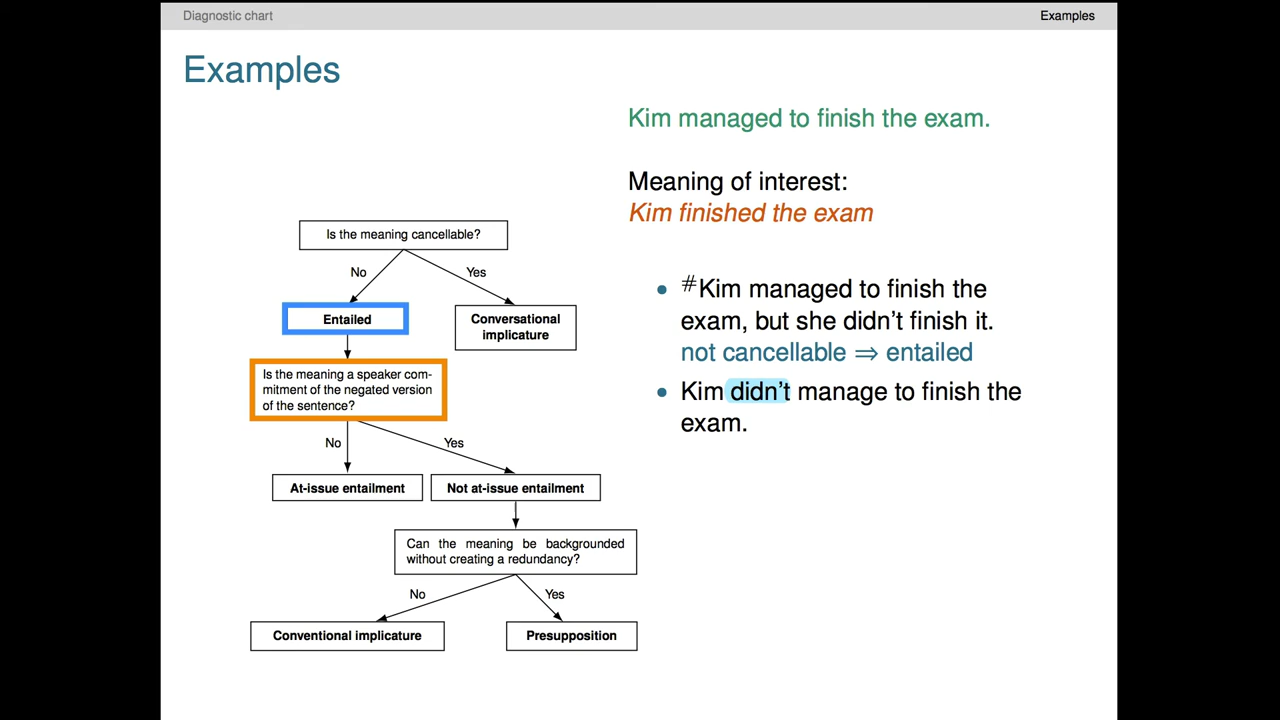 Diagnostic chart
Examples
Examples
Kim managed to finish the exam.
Meaning of interest:
Kim finished the exam
Is the meaning cancellable?
No
Yes
Entailed
Conversational
implicature
Is the meaning a speaker com-
mitment of the negated version
of the sentence?
No
Yes
At-issue entailment
Not at-issue entailment
Can the meaning be backgrounded
without creating a redundancy?
No
Yes
Conventional implicature
Presupposition
• #Kim managed to finish the
exam, but she didn't finish it.
not cancellable ⇒ entailed
• Kim didn't manage to finish the
exam.